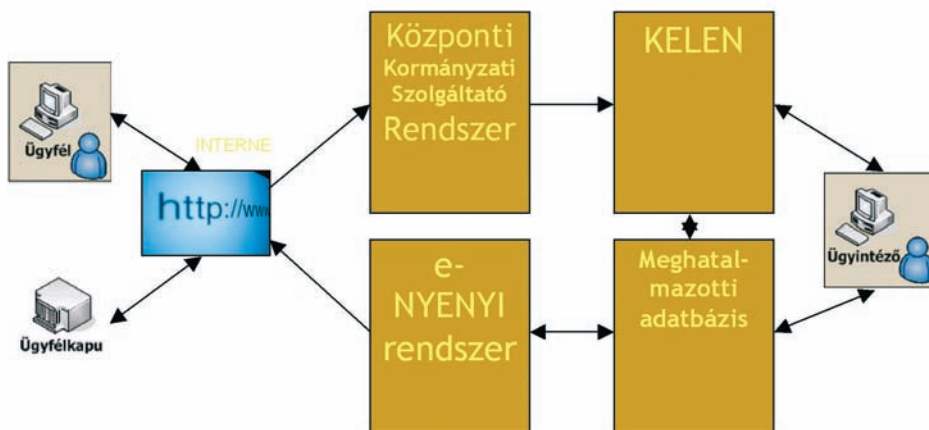 Központi
Kormányzati
Szolgáltató
Rendszer
KELEN
Ügyfél
INTERNE
http://www
Ügyintéző
e-
NYENYI
rendszer
Meghatal-
mazotti
adatbázis
Ügyfélkapu